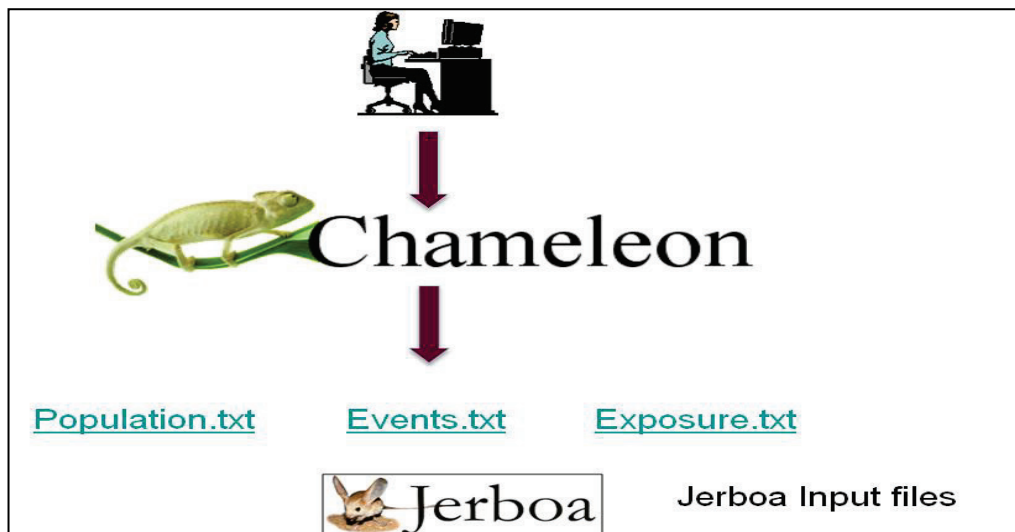 Chameleon
Population.txt Events.txt Exposure.txt
Jerboa Jerboa Input files